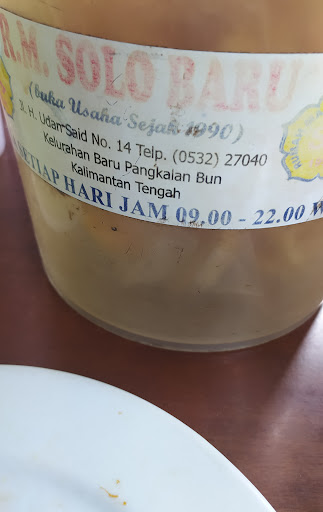 R.M. SOLO BARU
(buka Usaha Sejak 1990)
Jl. H. Udan Said No. 14 Telp. (0532) 27040
Kelurahan Baru Pangkalan Bun
Kalimantan Tengah
SETIAP HARI JAM 09.00 - 22.00 W